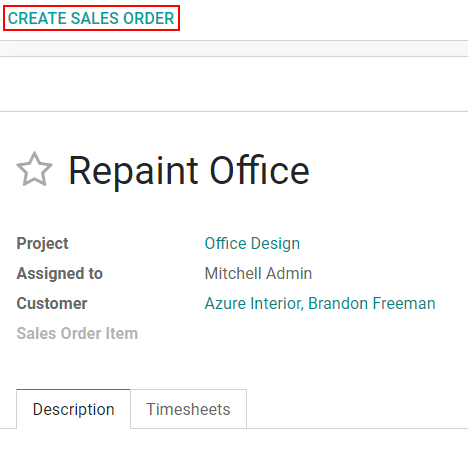 CREATE SALES ORDER
Repaint Office
Project Office Design
Assigned to Mitchell Admin
Customer Azure Interior, Brandon Freeman
Sales Order Item
Description Timesheets